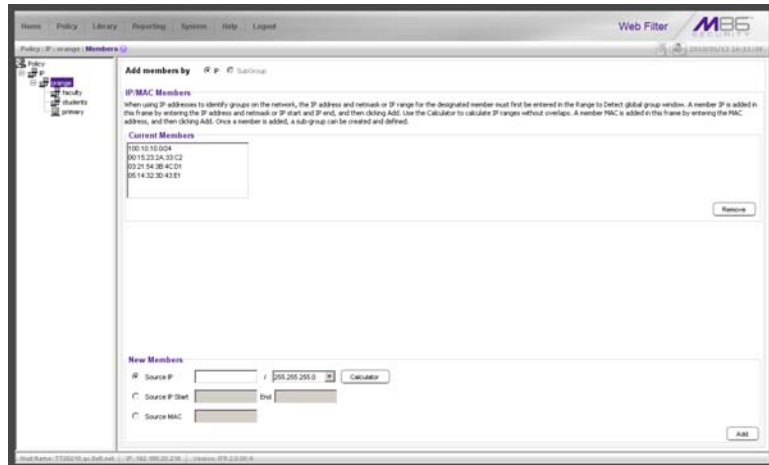 Home Policy Library Reporting System Help Logout
Web Filter
M86
SECURITY
Policy : IP : orange : Members
Policy
IP
orange
faculty
students
primary
Add members by IP SubGroup
IP/MAC Members
When using IP addresses to identify groups on the network, the IP address and netmask or IP range for the designated member must first be entered in the Range to Detect global group window. A member IP is added in
this frame by entering the IP address and netmask or IP start and IP end, and then clicking Add. Use the Calculator to calculate IP ranges without overlaps. A member MAC is added in this frame by entering the MAC
address, and then clicking Add. Once a member is added, a sub-group can be created and defined.
Current Members
100.10.10.0/24
00:15:23:2A:33:C2
03:21:54:3B:4C:D1
05:14:32:3D:43:E1
Remove
New Members
Source IP / 255.255.255.0 Calculator
Source IP Start End
Source MAC
Add
Host Name: IP: Version: